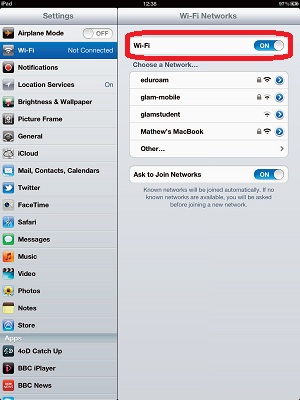 iPad 12:38 97%
Settings
Airplane Mode OFF
Wi-Fi Not Connected
Notifications
Location Services On
Brightness & Wallpaper
Picture Frame
General
iCloud
Mail, Contacts, Calendars
Twitter
FaceTime
Safari
Messages
Music
Video
Photos
Notes
Store
Apps
4oD Catch Up
BBC iPlayer
BBC News
Wi-Fi Networks
Wi-Fi ON
Choose a Network...
eduroam
glam-mobile
glamstudent
Mathew's MacBook
Other...
Ask to Join Networks ON
Known networks will be joined automatically. If no
known networks are available, you will be asked
before joining a new network.